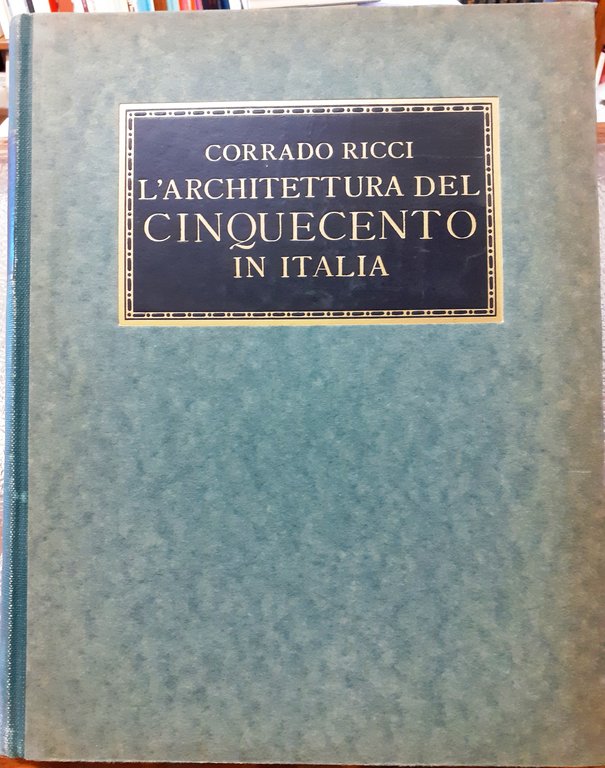 CORRADO RICCI
L'ARCHITETTURA DEL
CINQUECENTO
IN ITALIA